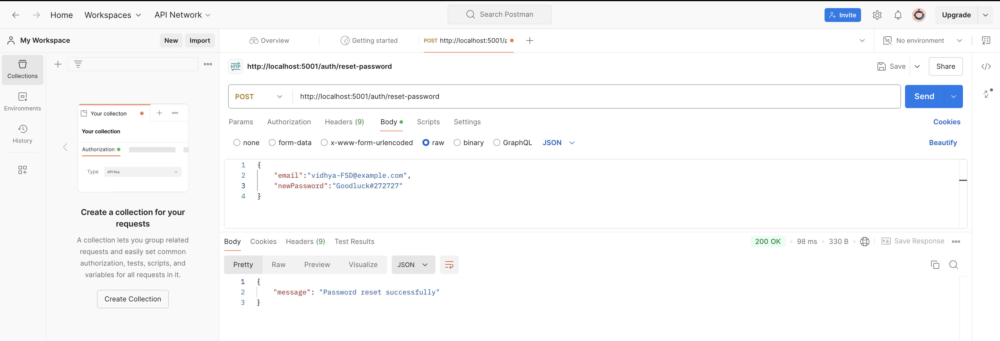 Home Workspaces API Network Search Postman Invite Upgrade
My Workspace New Import Overview Getting started POST http://localhost:5001/a No environment
Collections
Environments
History
Your collecton
Your collection
Authorization
Type API Key
Create a collection for your
requests
A collection lets you group related
requests and easily set common
authorization, tests, scripts, and
variables for all requests in it.
Create Collection
HTTP http://localhost:5001/auth/reset-password Save Share
POST http://localhost:5001/auth/reset-password Send
Params Authorization Headers (9) Body Scripts Settings Cookies
none form-data x-www-form-urlencoded raw binary GraphQL JSON Beautify
1 {
2 "email":"vidhya-FSD@example.com",
3 "newPassword":"Goodluck#272727"
4 }
Body Cookies Headers (9) Test Results 200 OK 98 ms 330 B e.g. Save Response
Pretty Raw Preview Visualize JSON
1 {
2 "message": "Password reset successfully"
3 }